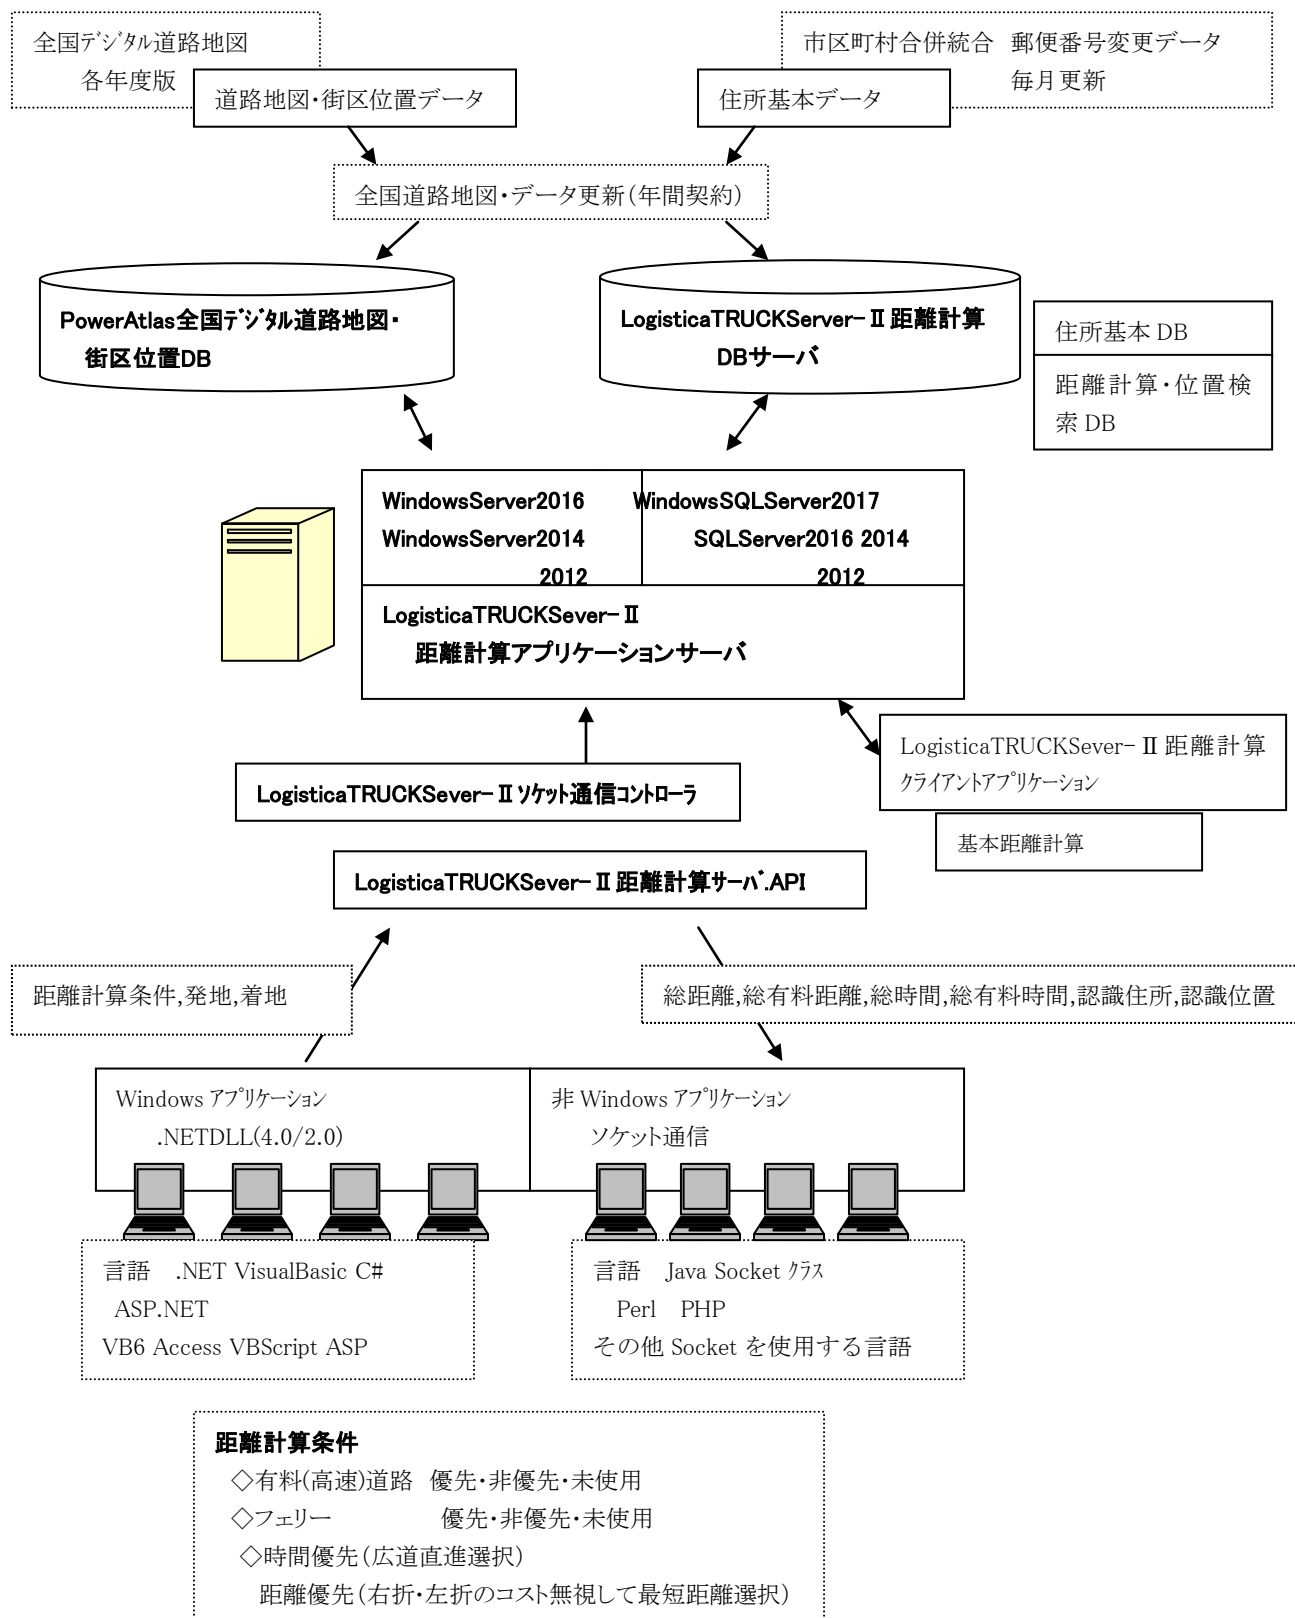 全国ﾃﾞｼﾞﾀﾙ道路地図
各年度版
道路地図・街区位置データ
市区町村合併統合　郵便番号変更データ
毎月更新
住所基本データ
全国道路地図・データ更新（年間契約）
PowerAtlas全国ﾃﾞｼﾞﾀﾙ道路地図・
街区位置DB
LogisticaTRUCKServer-Ⅱ距離計算
DBサーバ
住所基本 DB
距離計算・位置検
索 DB
WindowsServer2016
WindowsServer2014
2012
WindowsSQLServer2017
SQLServer2016 2014
2012
LogisticaTRUCKSever-Ⅱ
距離計算アプリケーションサーバ
LogisticaTRUCKSever-Ⅱ 距離計算
ｸﾗｲｱﾝﾄｱﾌﾟﾘｹｰｼｮﾝ
基本距離計算
LogisticaTRUCKSever-Ⅱｿｹｯﾄ通信ｺﾝﾄﾛｰﾗ
LogisticaTRUCKSever-Ⅱ距離計算ｻｰﾊﾞ.API
距離計算条件,発地,着地
総距離,総有料距離,総時間,総有料時間,認識住所,認識位置
Windows ｱﾌﾟﾘｹｰｼｮﾝ
.NETDLL(4.0/2.0)
非 Windows ｱﾌﾟﾘｹｰｼｮﾝ
ソケット通信
言語　.NET VisualBasic C#
ASP.NET
VB6 Access VBScript ASP
言語　Java Socket ｸﾗｽ
Perl　PHP
その他 Socket を使用する言語
距離計算条件
◇有料(高速)道路　優先・非優先・未使用
◇フェリー　　　　　優先・非優先・未使用
◇時間優先（広道直進選択）
距離優先（右折・左折のコスト無視して最短距離選択）